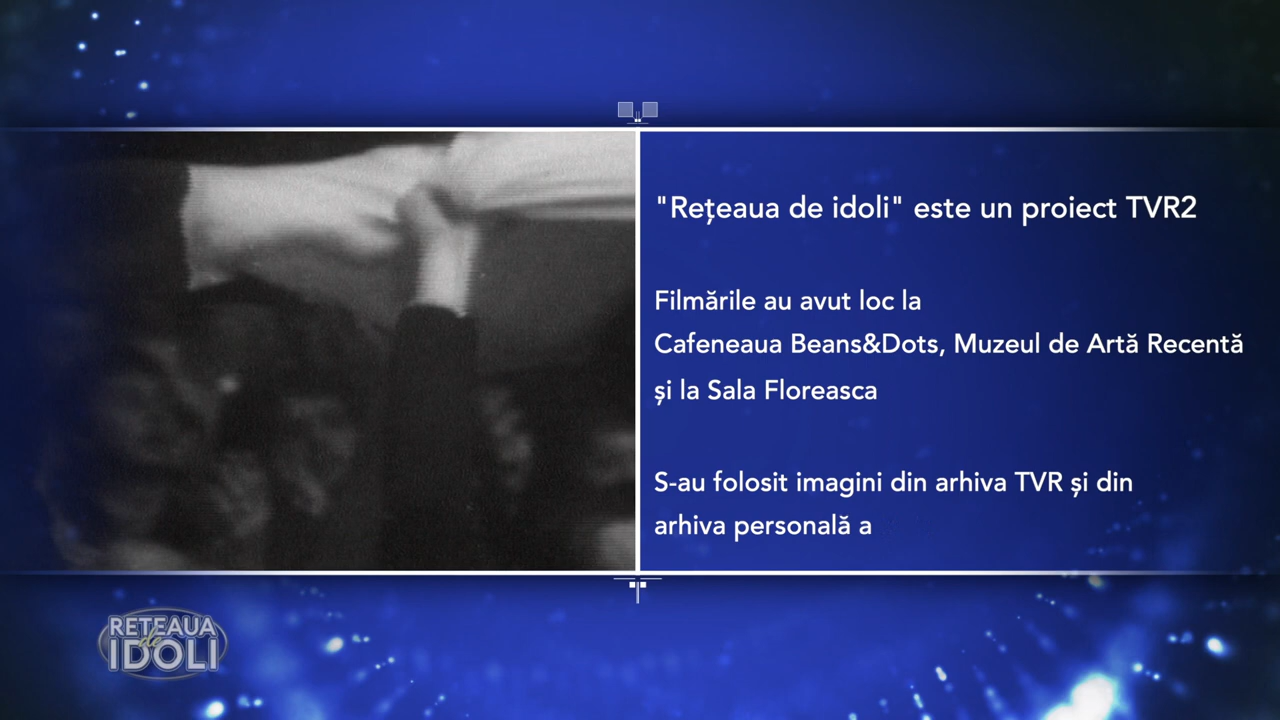 "Rețeaua de idoli" este un proiect TVR2
Filmările au avut loc la
Cafeneaua Beans&Dots, Muzeul de Artă Recentă
și la Sala Floreasca
S-au folosit imagini din arhiva TVR și din
arhiva personală a
REȚEAUA
de
IDOLI